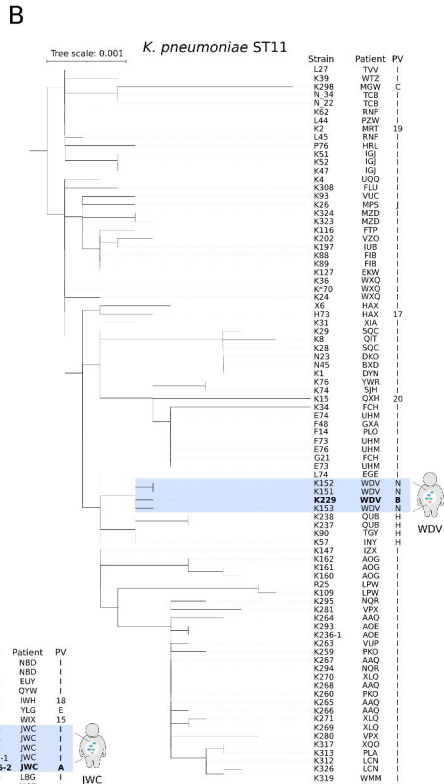 B
K. pneumoniae ST11
Tree scale: 0.001
Strain Patient PV
L27 TVV I
K39 WTZ I
K298 MGW C
N_34 TCB I
N_22 TCB I
K62 RNF I
L44 PZW I
K2 MRT 19
L45 RNF I
P76 HRL I
K51 IGJ I
K52 IGJ I
K47 IGJ I
K4 UQQ I
K308 FLU I
K93 VUC I
K26 MPS J
K324 MZD I
K323 MZD I
K116 FTP I
K202 VZO I
K197 IUB I
K88 FIB I
K89 FIB I
K127 EKW I
K36 WXQ I
K*70 WXQ I
K24 WXQ I
X6 HAX I
H73 HAX 17
K31 XIA I
K29 SQC I
K8 QIT I
K28 SQC I
N23 DKO I
N45 BXD I
K1 DYN I
K76 YWR I
K74 SJH I
K15 QXH 20
K34 FCH I
E74 UHM I
F48 GXA I
F14 PLO I
F73 UHM I
E76 UHM I
G21 FCH I
E73 UHM I
L74 EGE I
K152 WDV N
K151 WDV N
K229 WDV B
K153 WDV N
WDV
K238 QUB H
K237 QUB H
K90 TGY H
K57 INY H
K147 IZX I
K162 AOG I
K161 AOG I
K160 AOG I
R25 LPW I
K109 LPW I
K295 NQR I
K281 VPX I
K264 AAQ I
K293 AOE I
K236-1 AOE I
K263 VUP I
K259 PKO I
K267 AAQ I
K294 NQR I
K270 XLQ I
K268 AAQ I
K260 PKO I
K265 AAQ I
K266 AAQ I
K271 XLQ I
K269 XLQ I
K280 VPX I
K317 XQO I
K313 PLA I
K312 LCN I
K326 LCN I
K319 WMM I
Patient PV
NBD I
NBD I
EUY I
QYW I
IWH 18
YLG E
WIX 15
JWC I
JWC I
JWC I
-1 JWC I
-2 JWC A
LBG I
JWC